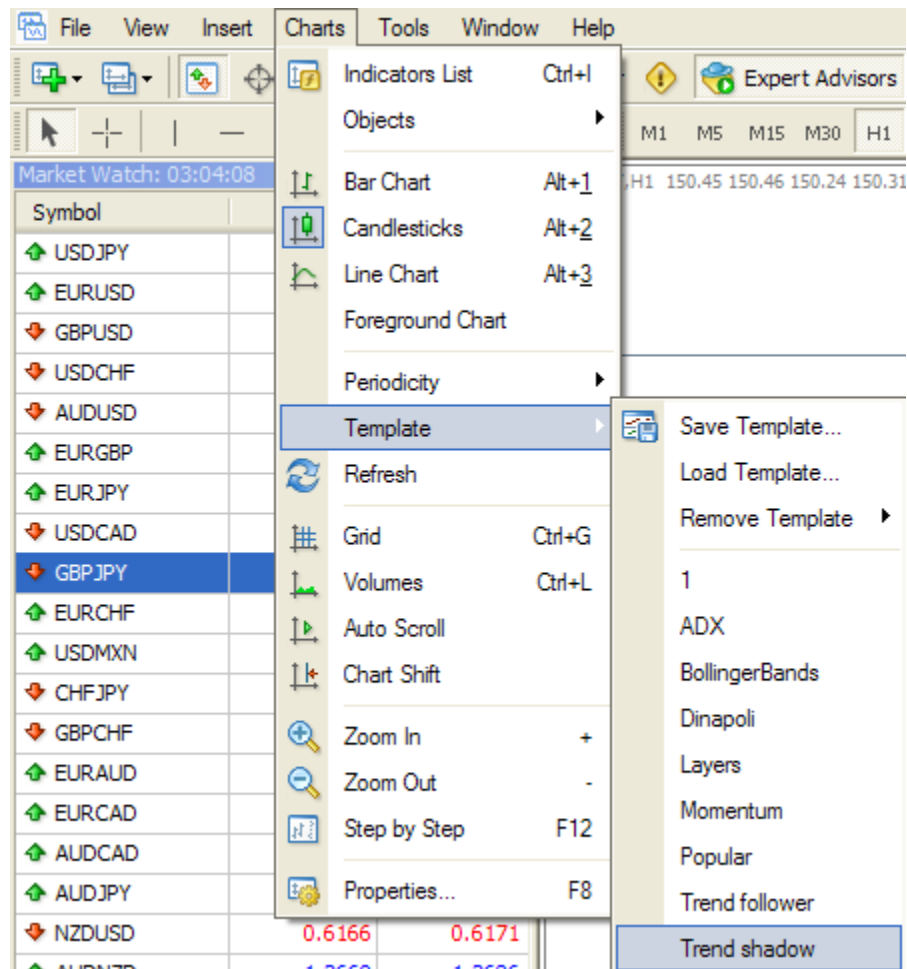 File View Insert Charts Tools Window Help
Expert Advisors
M1 M5 M15 M30 H1
Market Watch: 03:04:08
Symbol
USDJPY
EURUSD
GBPUSD
USDCHF
AUDUSD
EURGBP
EURJPY
USDCAD
GBPJPY
EURCHF
USDMXN
CHFJPY
GBPCHF
EURAUD
EURCAD
AUDCAD
AUDJPY
NZDUSD 0.6166 0.6171
Indicators List Ctrl+I
Objects
Bar Chart Alt+1
Candlesticks Alt+2
Line Chart Alt+3
Foreground Chart
Periodicity
Template
Refresh
Grid Ctrl+G
Volumes Ctrl+L
Auto Scroll
Chart Shift
Zoom In +
Zoom Out -
Step by Step F12
Properties... F8
,H1 150.45 150.46 150.24 150.31
Save Template...
Load Template...
Remove Template
1
ADX
BollingerBands
Dinapoli
Layers
Momentum
Popular
Trend follower
Trend shadow